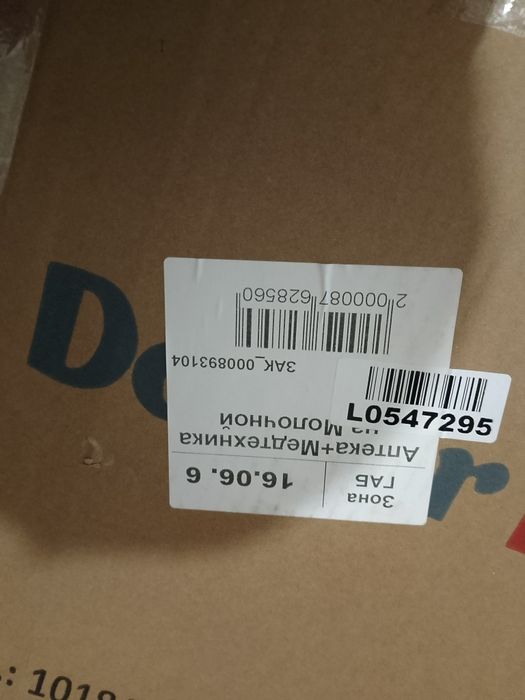 Зона
ГАБ
16.06. 6
Аптека+Медтехника
на Молочной
ЗАК_000893104
2 000087 628560
L0547295